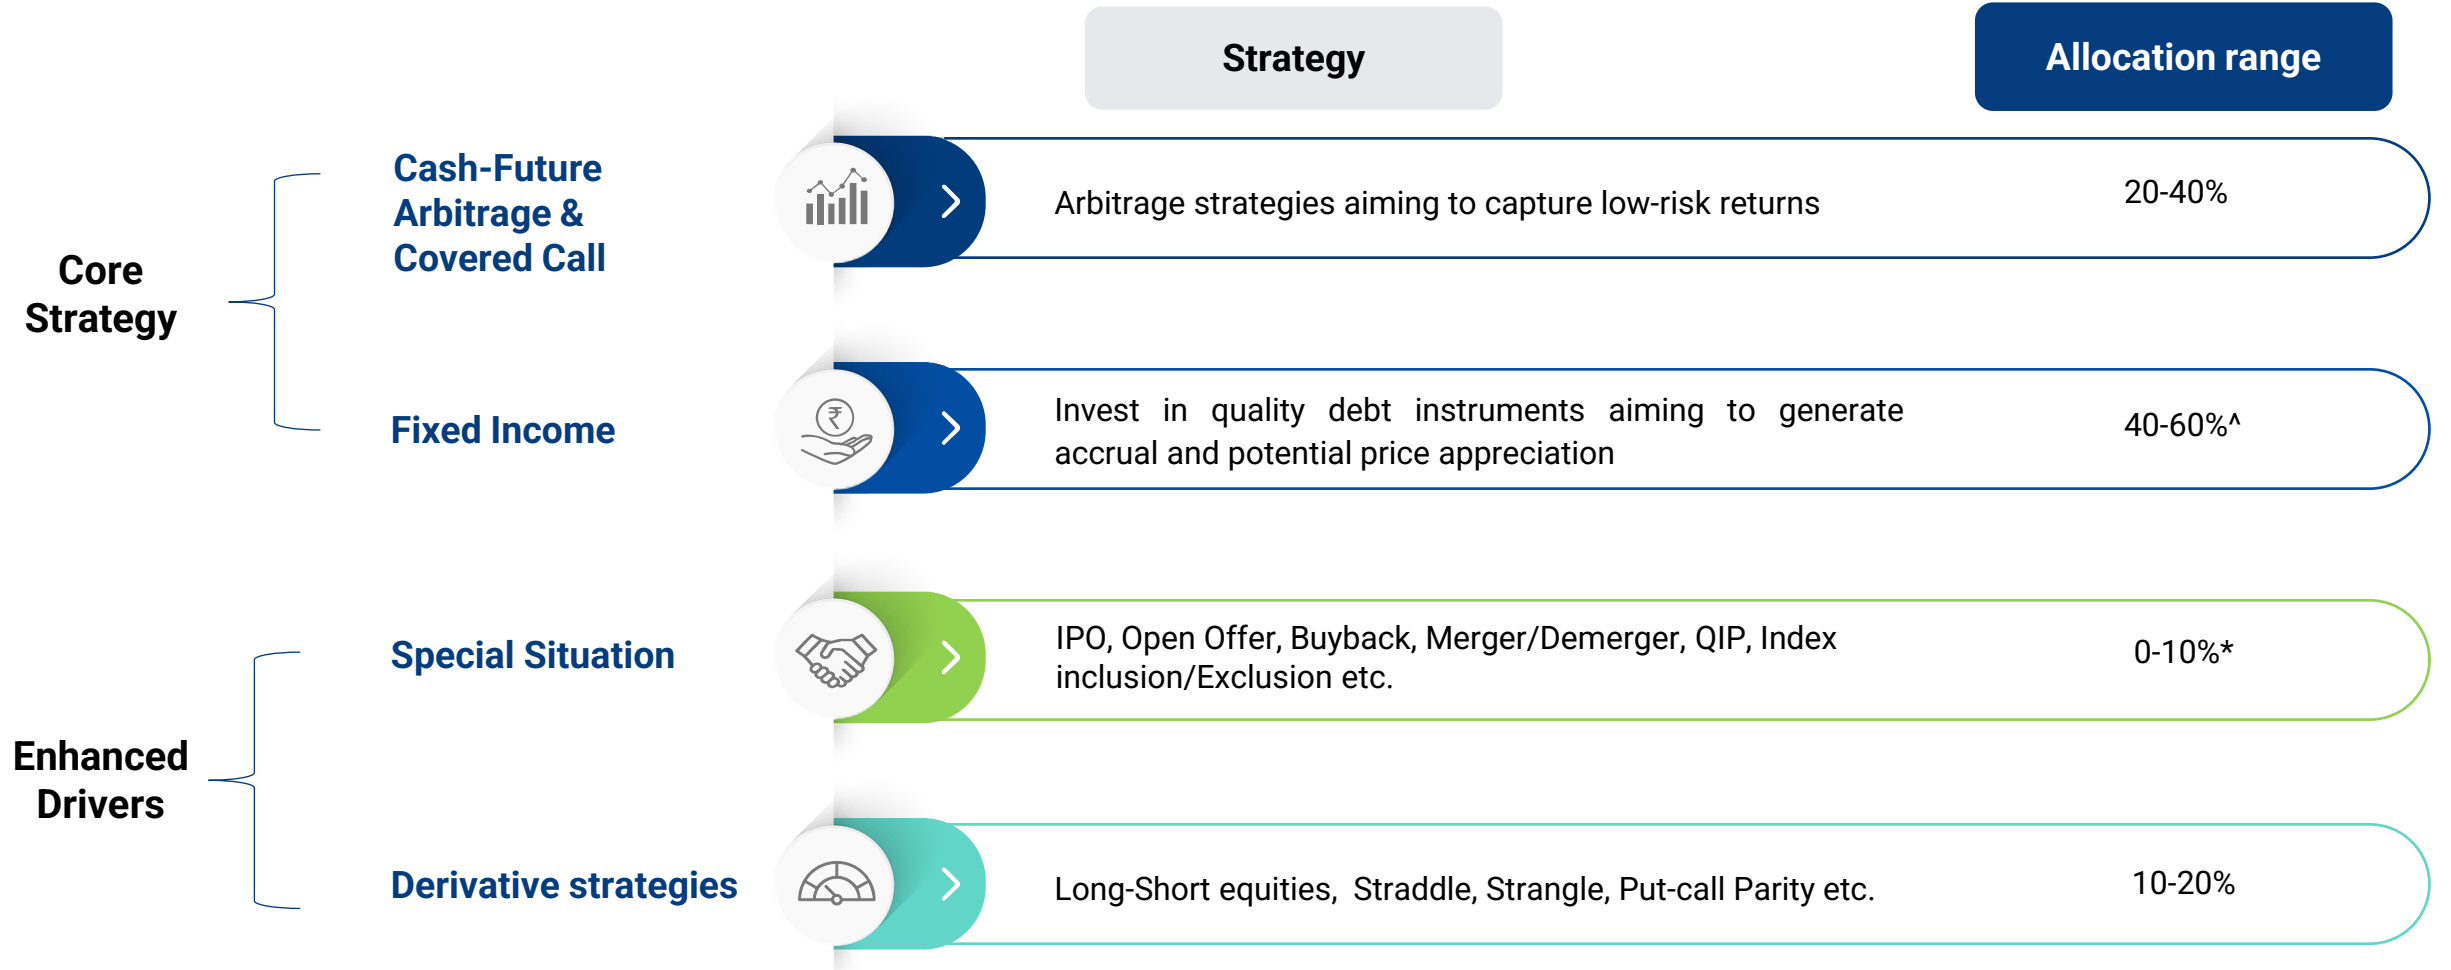 Strategy
Allocation range
Core
Strategy
Cash-Future
Arbitrage &
Covered Call
Arbitrage strategies aiming to capture low-risk returns
20-40%
Fixed Income
₹
Invest in quality debt instruments aiming to generate
accrual and potential price appreciation
40-60%^
Enhanced
Drivers
Special Situation
IPO, Open Offer, Buyback, Merger/Demerger, QIP, Index
inclusion/Exclusion etc.
0-10%*
Derivative strategies
Long-Short equities,  Straddle, Strangle, Put-call Parity etc.
10-20%